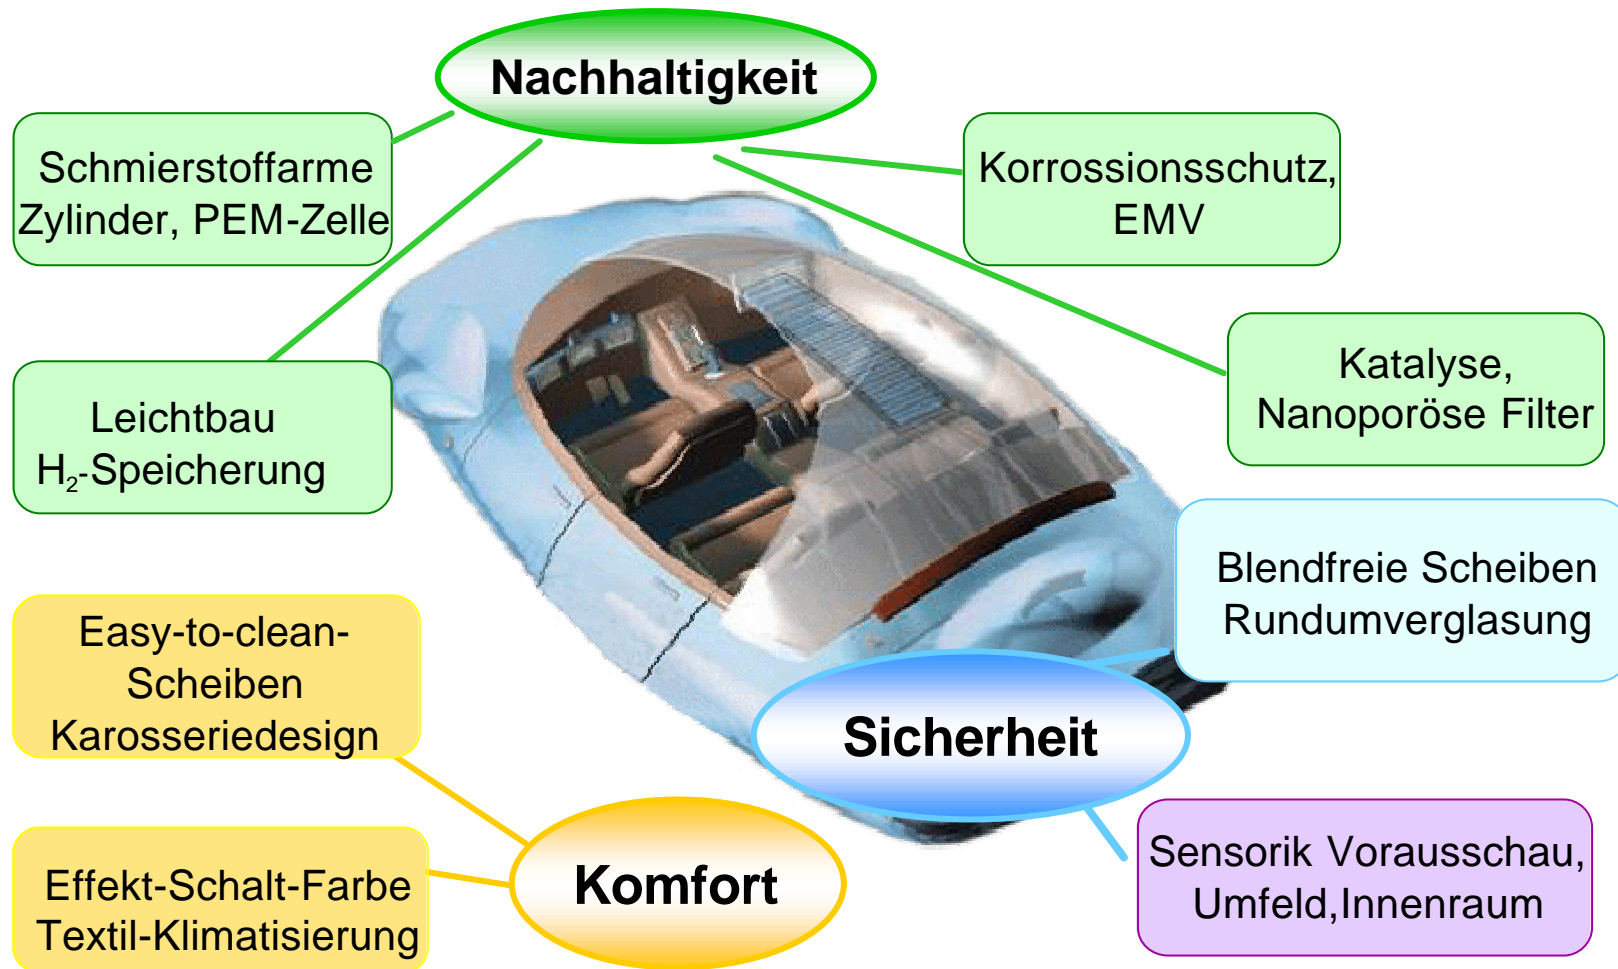 Nachhaltigkeit
Schmierstoffarme
Zylinder, PEM-Zelle
Korrossionsschutz,
EMV
Leichtbau
H₂-Speicherung
Katalyse,
Nanoporöse Filter
Blendfreie Scheiben
Rundumverglasung
Easy-to-clean-
Scheiben
Karosseriedesign
Sicherheit
Effekt-Schalt-Farbe
Textil-Klimatisierung
Komfort
Sensorik Vorausschau,
Umfeld,Innenraum